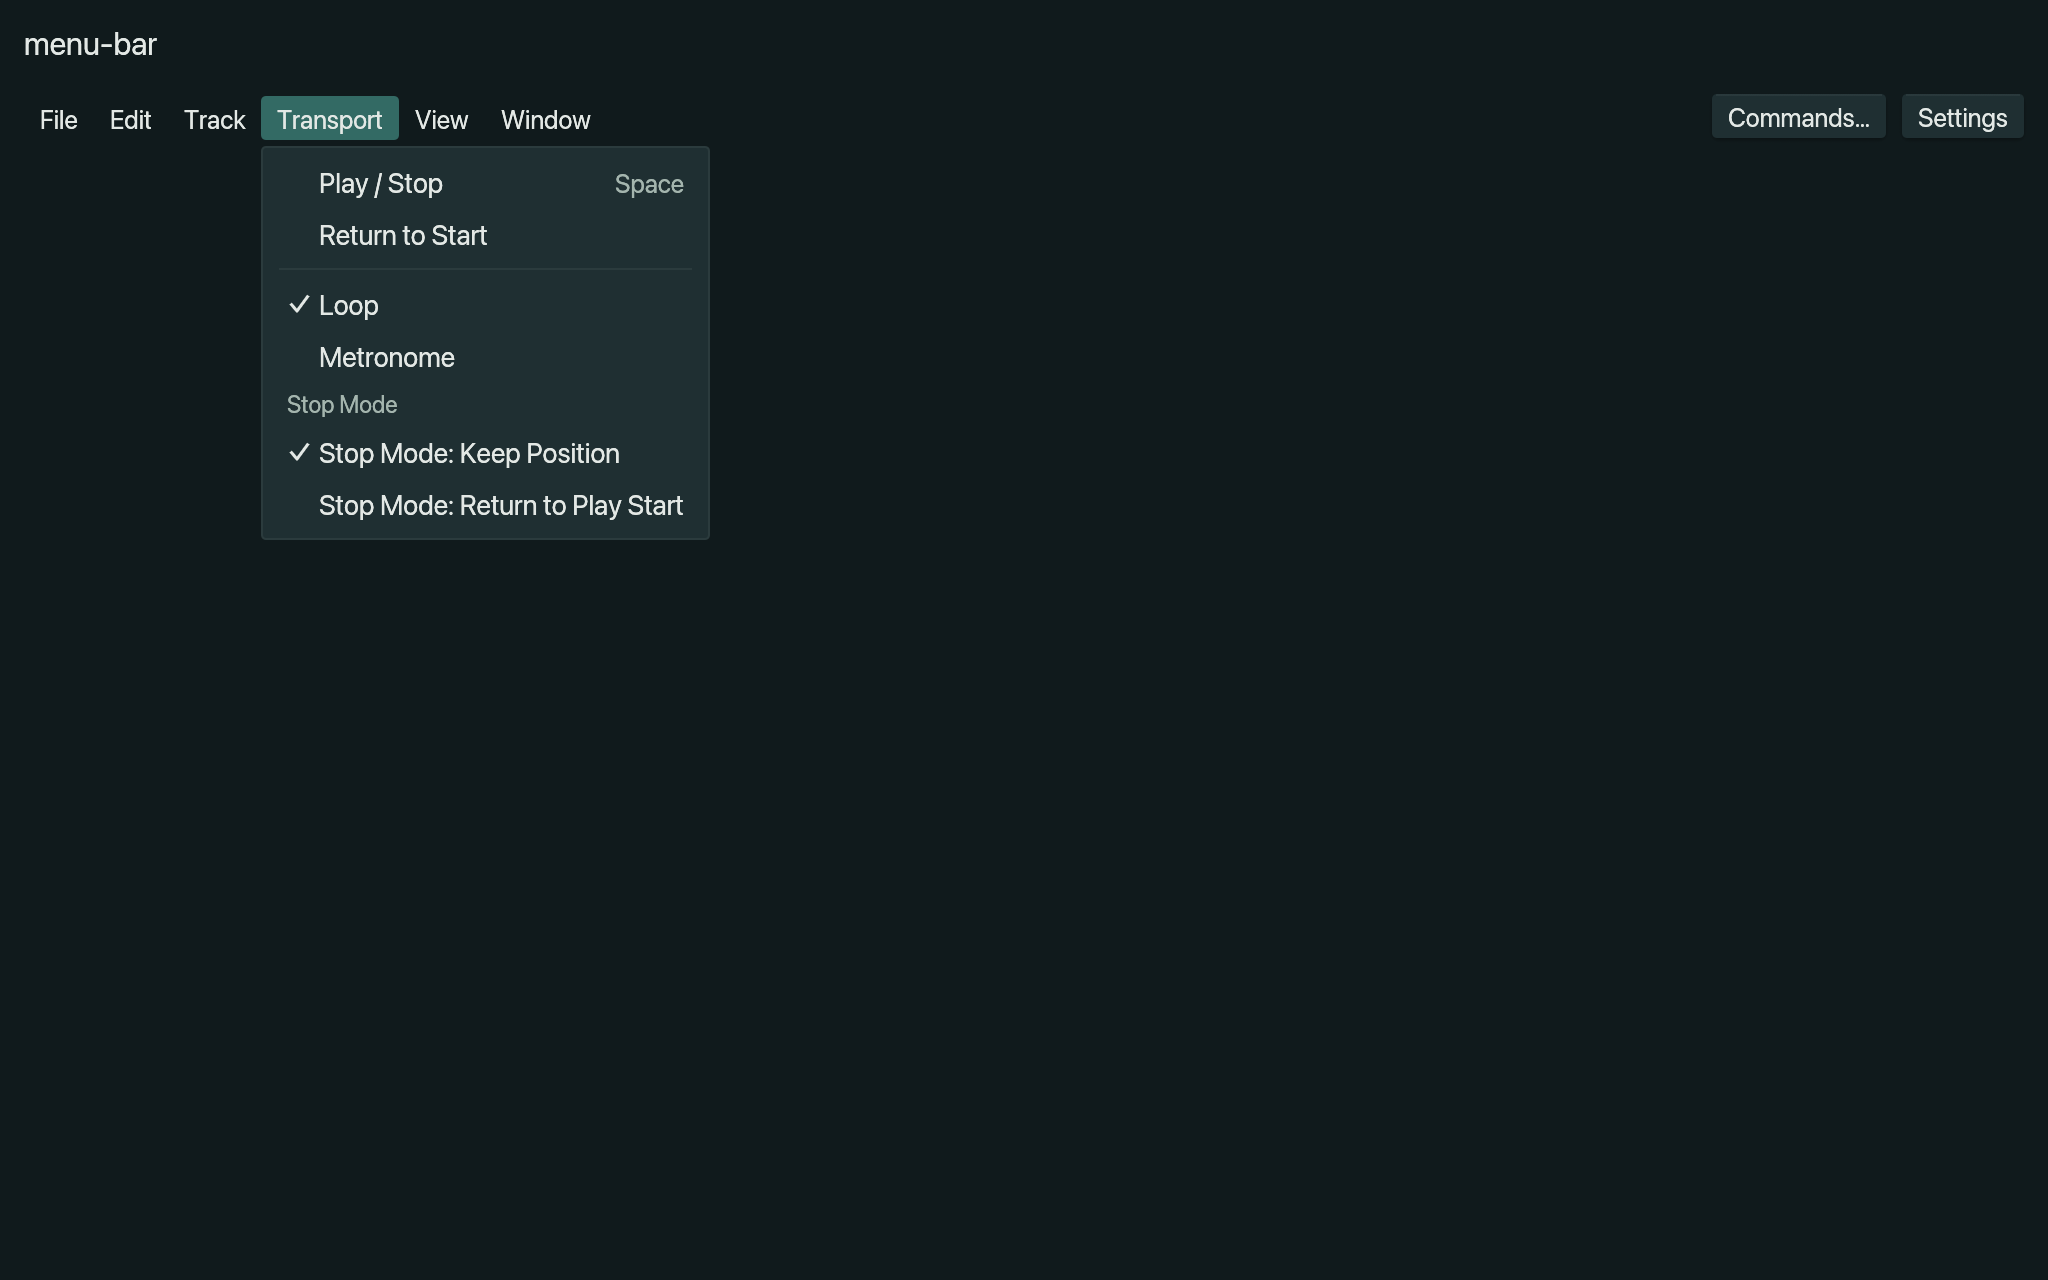 menu-bar
File Edit Track Transport View Window Commands... Settings
Play / Stop Space
Return to Start
Loop
Metronome
Stop Mode
Stop Mode: Keep Position
Stop Mode: Return to Play Start